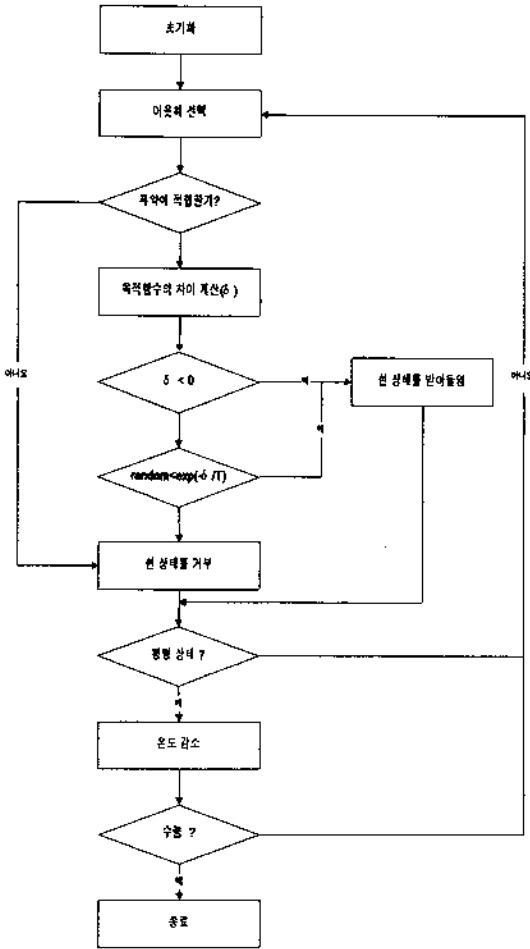 초기화
이웃해 선택
제약에 적합한가?
목적함수의 차이 계산(δ)
δ < 0
예
현 상태를 받아들임
예
random<exp(-δ/T)
아니오
아니오
현 상태를 거부
평형 상태 ?
예
온도 감소
수렴 ?
예
종료